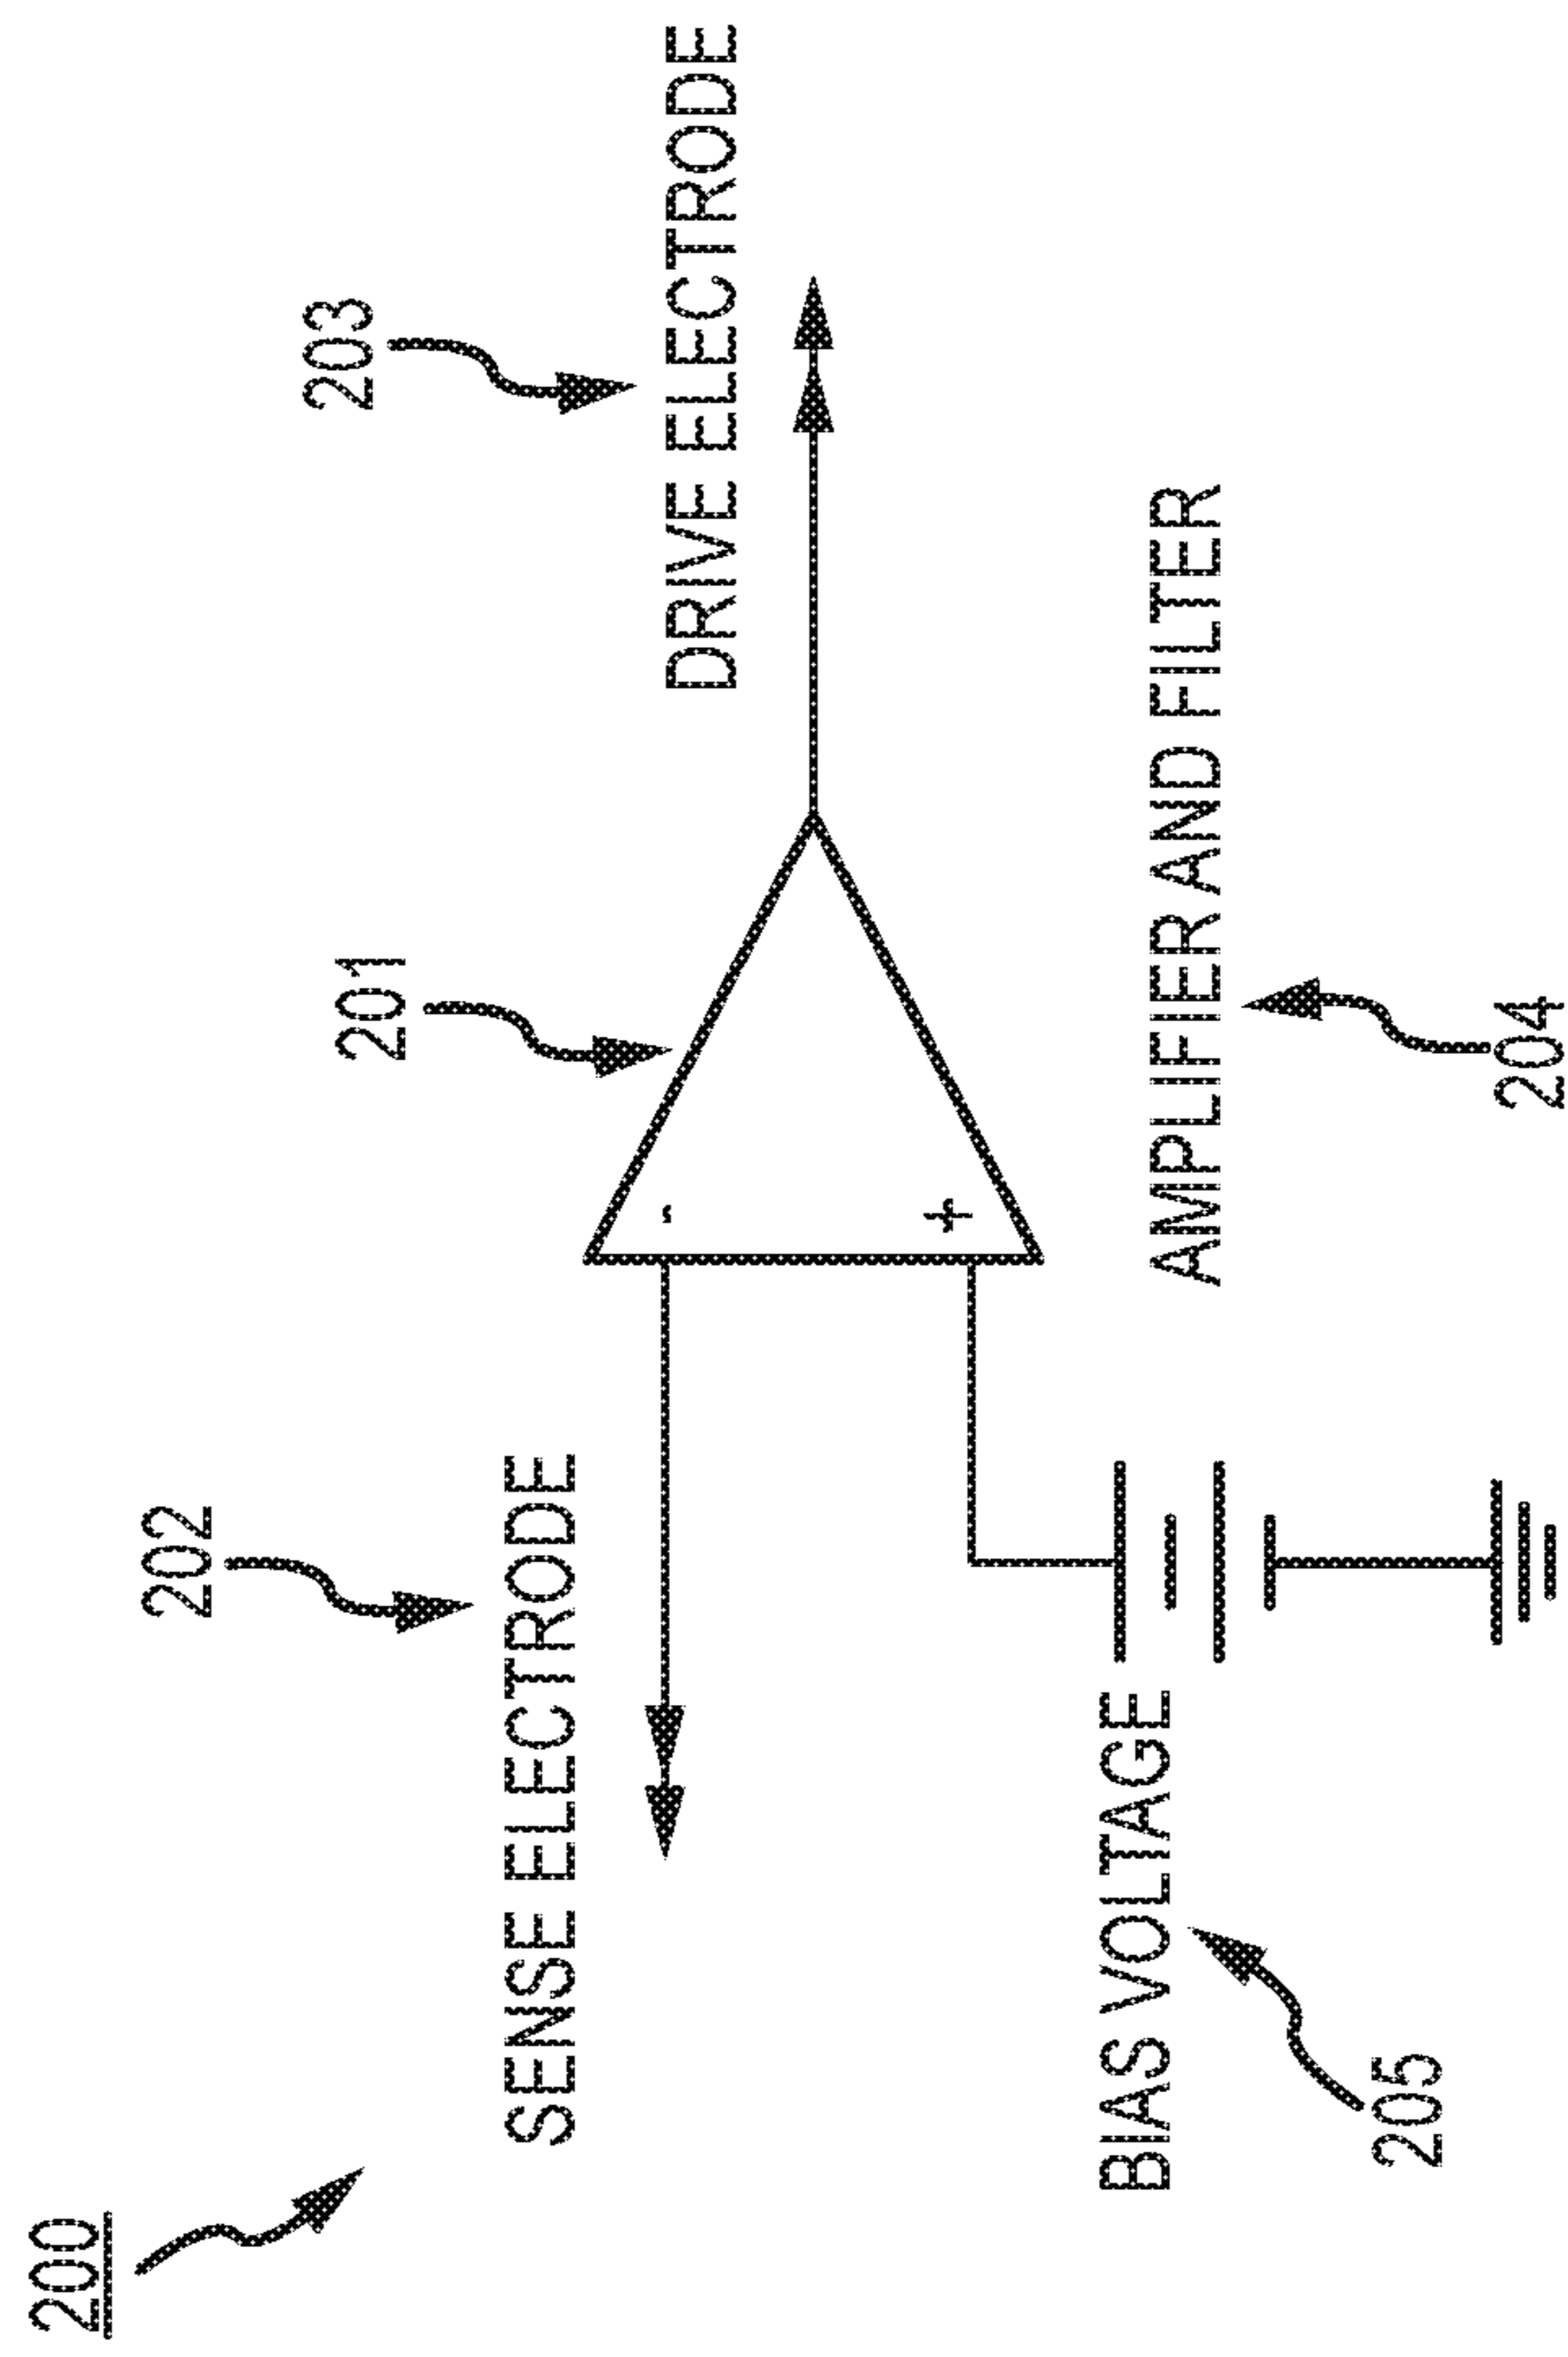 200
202
SENSE ELECTRODE
201
203
DRIVE ELECTRODE
-
+
BIAS VOLTAGE
205
AMPLIFIER AND FILTER
204